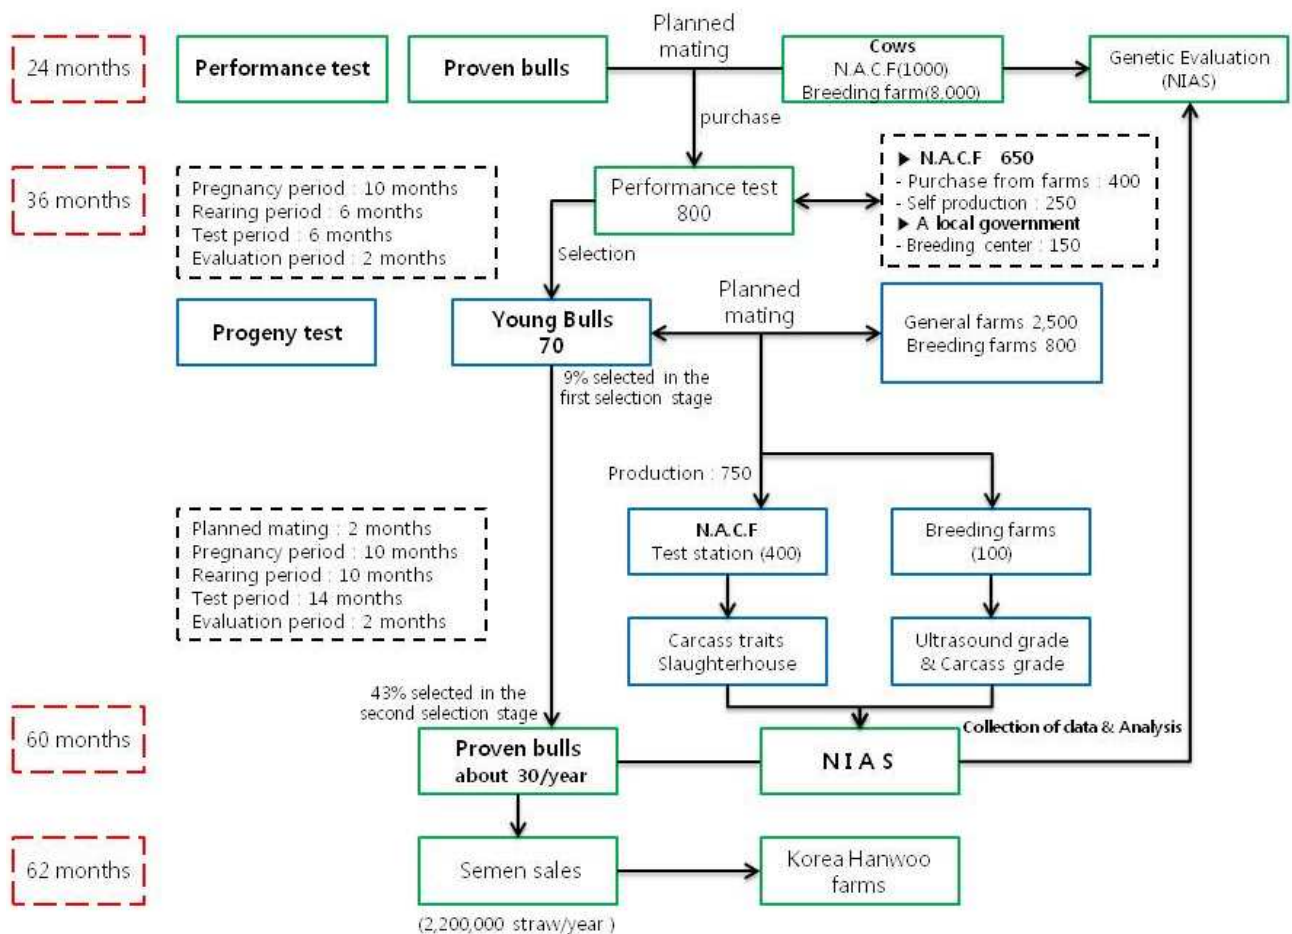 24 months
Performance test
Proven bulls
Planned
mating
Cows
N.A.C.F(1000)
Breeding farm(8,000)
Genetic Evaluation
(NIAS)
purchase
36 months
Pregnancy period : 10 months
Rearing period : 6 months
Test period : 6 months
Evaluation period : 2 months
Performance test
800
▶ N.A.C.F 650
- Purchase from farms : 400
- Self production : 250
▶ A local government
- Breeding center : 150
Selection
Progeny test
Young Bulls
70
Planned
mating
General farms 2,500
Breeding farms 800
9% selected in the
first selection stage
Production : 750
Planned mating : 2 months
Pregnancy period : 10 months
Rearing period : 10 months
Test period : 14 months
Evaluation period : 2 months
N.A.C.F
Test station (400)
Breeding farms
(100)
Carcass traits
Slaughterhouse
Ultrasound grade
& Carcass grade
43% selected in the
second selection stage
60 months
Proven bulls
about 30/year
N I A S
Collection of data & Analysis
62 months
Semen sales
Korea Hanwoo
farms
(2,200,000 straw/year )